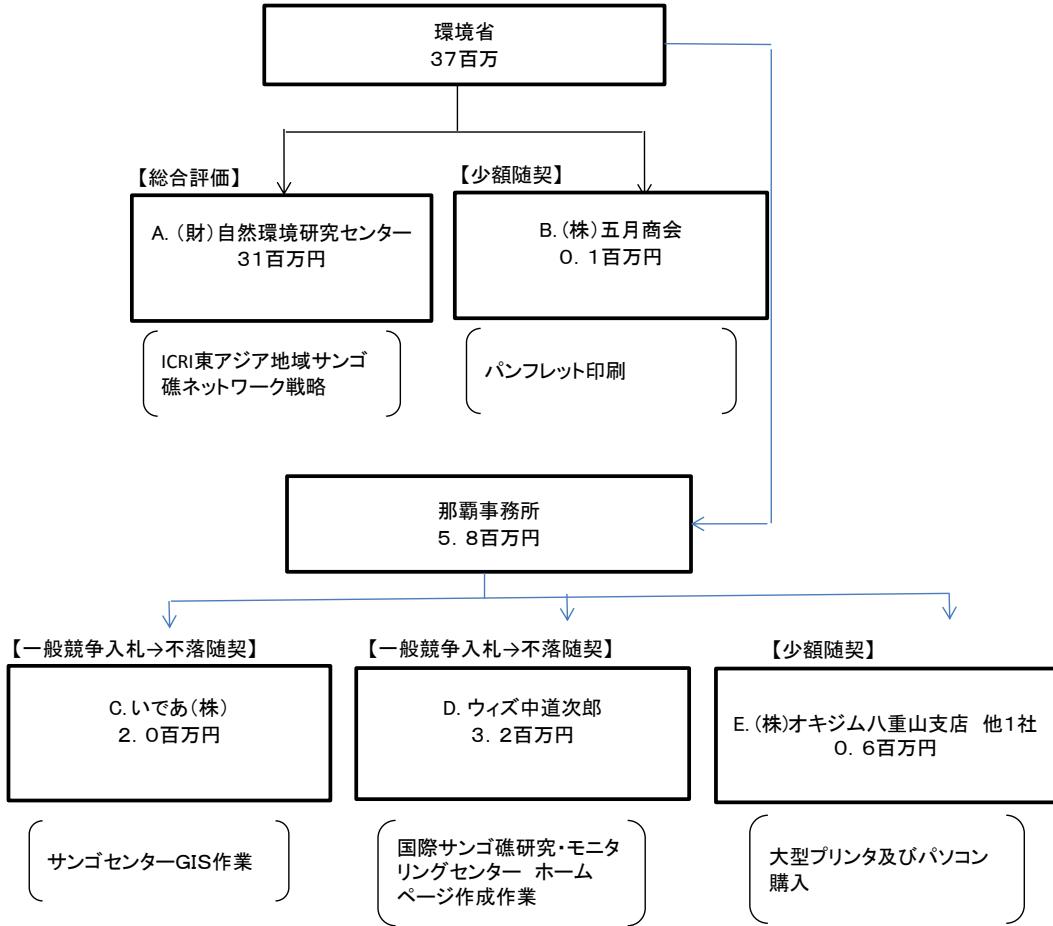 環境省
37百万
【総合評価】
【少額随契】
A.(財)自然環境研究センター
31百万円
B.(株)五月商会
0.1百万円
ICRI東アジア地域サンゴ
礁ネットワーク戦略
パンフレット印刷
那覇事務所
5.8百万円
【一般競争入札→不落随契】
【一般競争入札→不落随契】
【少額随契】
C.いであ(株)
2.0百万円
D.ウィズ中道次郎
3.2百万円
E.(株)オキジム八重山支店 他1社
0.6百万円
サンゴセンターGIS作業
国際サンゴ礁研究・モニタ
リングセンター ホーム
ページ作成作業
大型プリンタ及びパソコン
購入